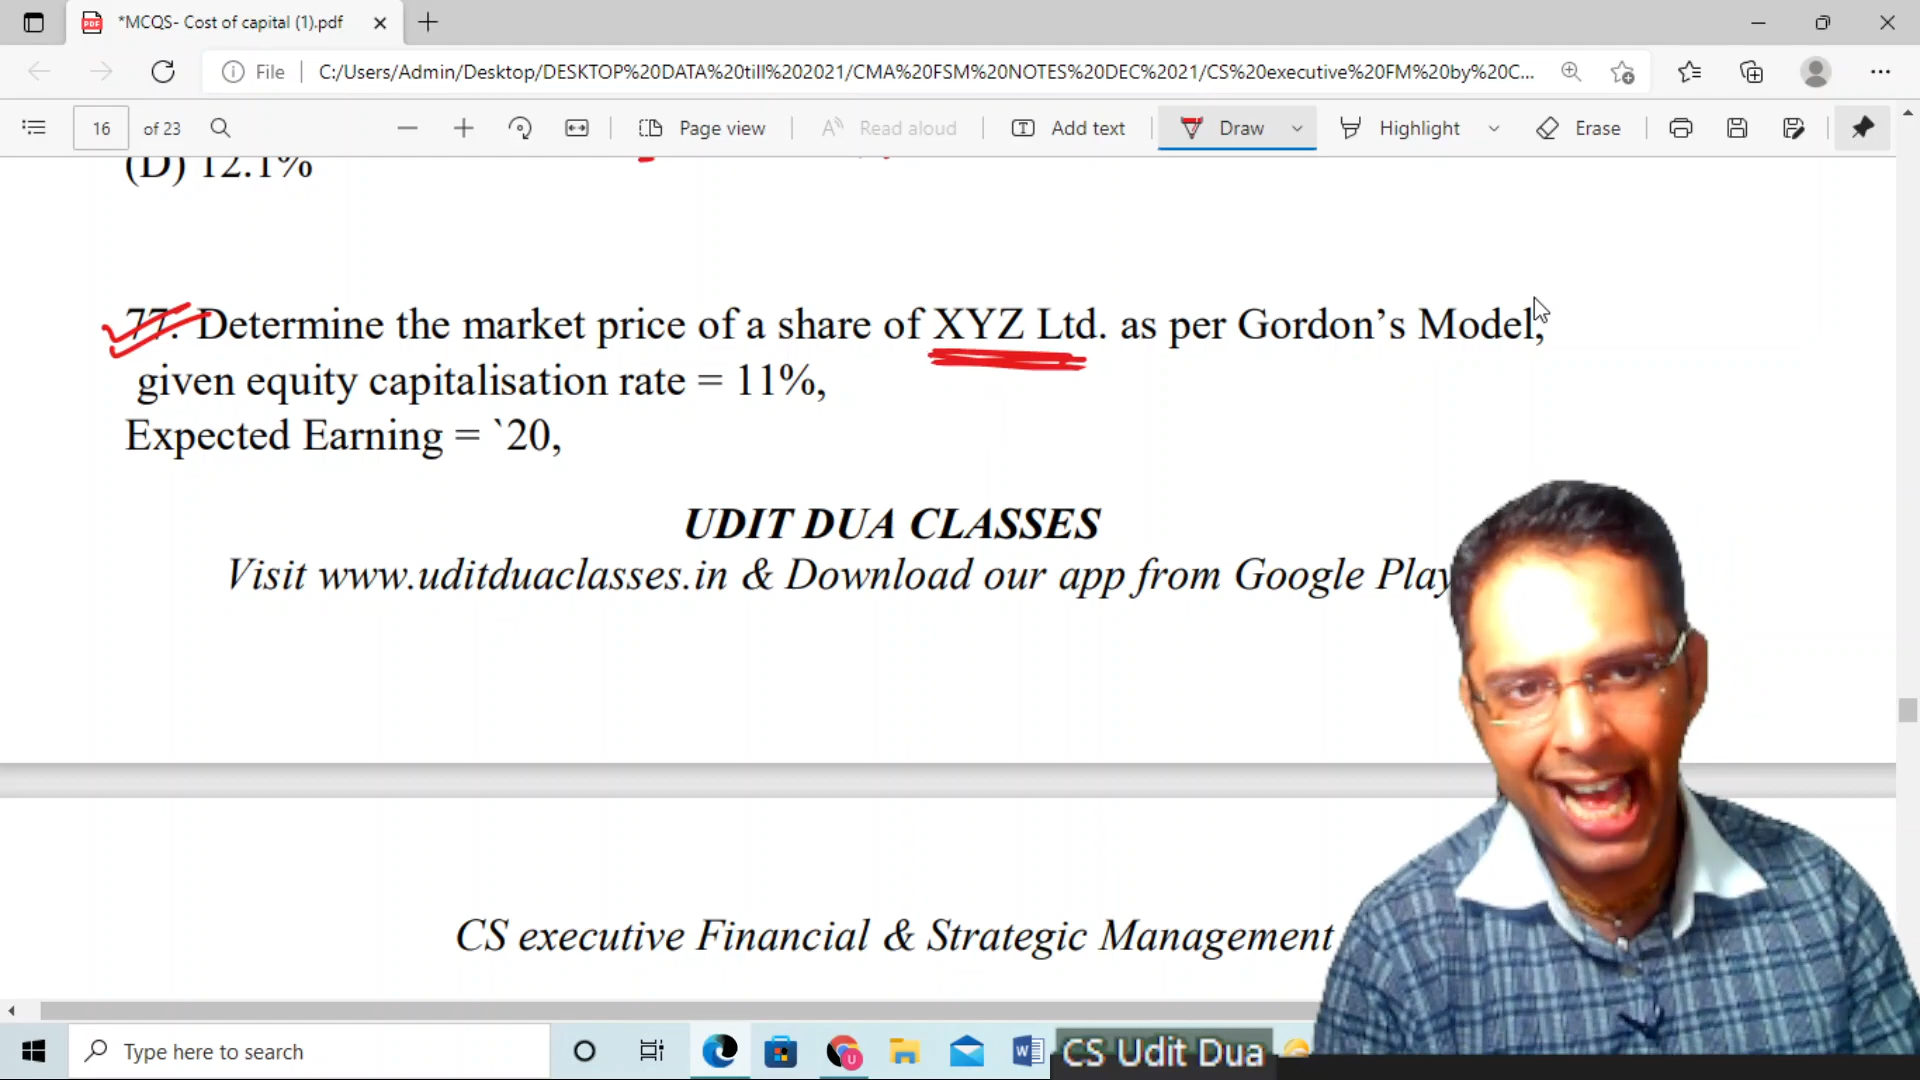 *MCQS- Cost of capital (1).pdf
File
C:/Users/Admin/Desktop/DESKTOP%20DATA%20till%202021/CMA%20FSM%20NOTES%20DEC%2021/CS%20executive%20FM%20by%20C...
16 of 23
Page view
Read aloud
Add text
Draw
Highlight
Erase
(D) 12.1%
77. Determine the market price of a share of XYZ Ltd. as per Gordon’s Model,
given equity capitalisation rate = 11%,
Expected Earning = `20,
UDIT DUA CLASSES
Visit www.uditduaclasses.in & Download our app from Google Play
CS executive Financial & Strategic Management
Type here to search
CS Udit Dua